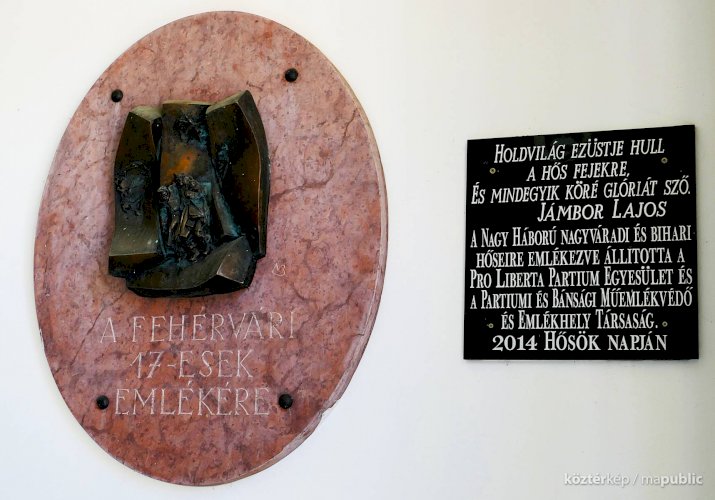 A FEHÉRVÁRI
17-ESEK
EMLÉKÉRE
HOLDVILÁG EZÜSTJE HULL
A HŐS FEJEKRE,
ÉS MINDEGYIK KÖRÉ GLÓRIÁT SZŐ.
JÁMBOR LAJOS
A NAGY HÁBORÚ NAGYVÁRADI ÉS BIHARI
HŐSEIRE EMLÉKEZVE ÁLLITOTTA A
PRO LIBERTA PARTIUM EGYESÜLET ÉS
A PARTIUMI ÉS BÁNSÁGI MŰEMLÉKVÉDŐ
ÉS EMLÉKHELY TÁRSASÁG.
2014 HŐSÖK NAPJÁN
köztérkép / mapublic